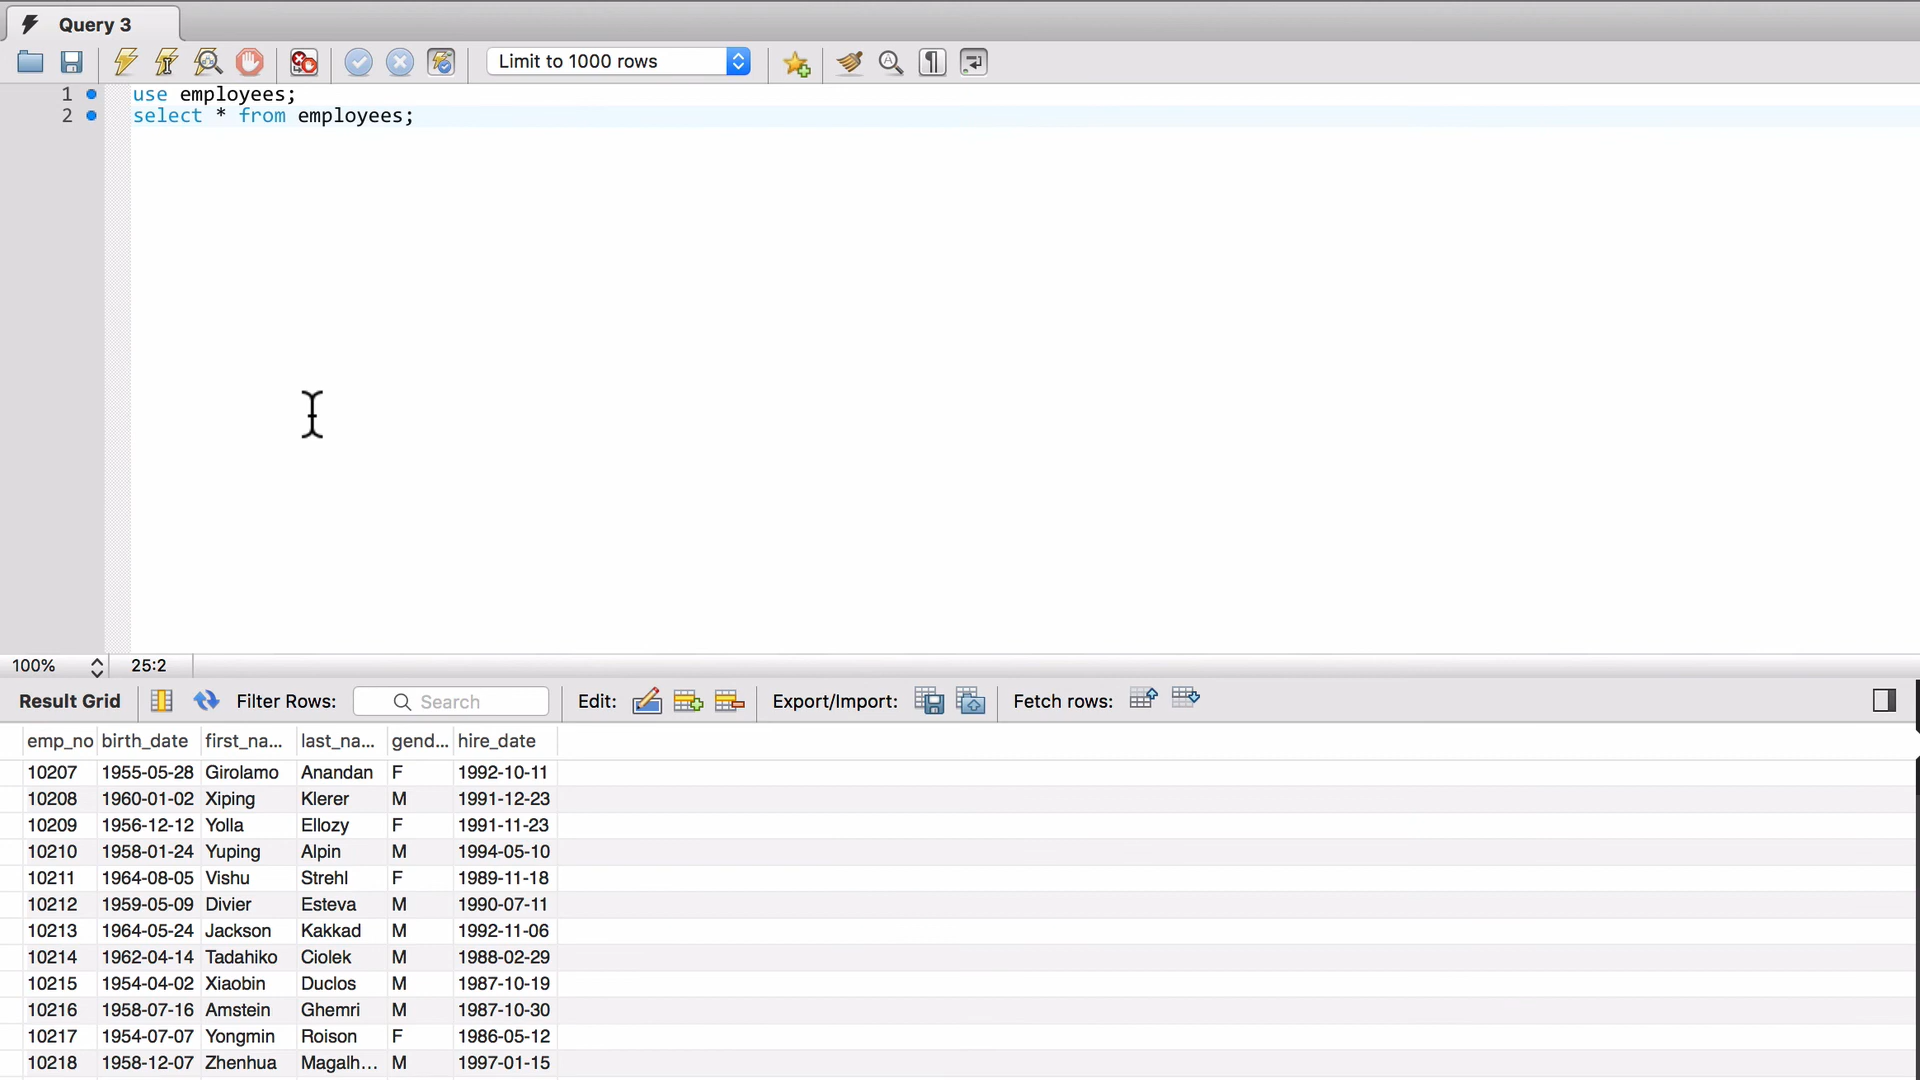 Query 3
Limit to 1000 rows
1 use employees;
2 select * from employees;
100% 25:2
Result Grid Filter Rows: Search Edit: Export/Import: Fetch rows:
emp_no birth_date first_na... last_na... gend... hire_date
10207 1955-05-28 Girolamo Anandan F 1992-10-11
10208 1960-01-02 Xiping Klerer M 1991-12-23
10209 1956-12-12 Yolla Ellozy F 1991-11-23
10210 1958-01-24 Yuping Alpin M 1994-05-10
10211 1964-08-05 Vishu Strehl F 1989-11-18
10212 1959-05-09 Divier Esteva M 1990-07-11
10213 1964-05-24 Jackson Kakkad M 1992-11-06
10214 1962-04-14 Tadahiko Ciolek M 1988-02-29
10215 1954-04-02 Xiaobin Duclos M 1987-10-19
10216 1958-07-16 Amstein Ghemri M 1987-10-30
10217 1954-07-07 Yongmin Roison F 1986-05-12
10218 1958-12-07 Zhenhua Magalh... M 1997-01-15